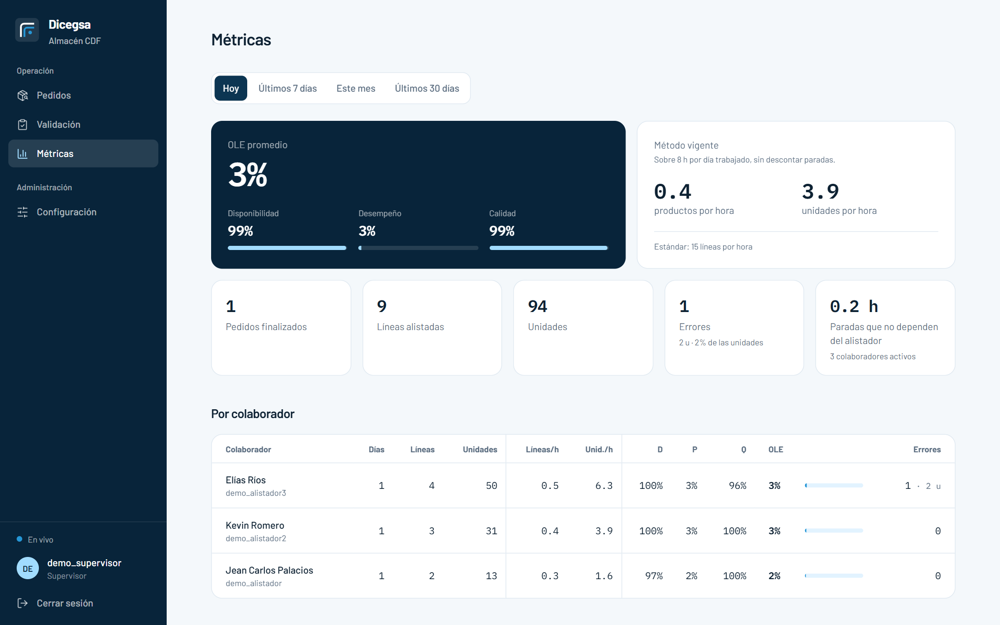 Dicegsa
Almacén CDF
Operación
Pedidos
Validación
Métricas
Administración
Configuración
En vivo
DE
demo_supervisor
Supervisor
Cerrar sesión
Métricas
Hoy Últimos 7 días Este mes Últimos 30 días
OLE promedio
3%
Disponibilidad Desempeño Calidad
99% 3% 99%
Método vigente
Sobre 8 h por día trabajado, sin descontar paradas.
0.4 3.9
productos por hora unidades por hora
Estándar: 15 líneas por hora
1
Pedidos finalizados
9
Líneas alistadas
94
Unidades
1
Errores
2 u · 2% de las unidades
0.2 h
Paradas que no dependen
del alistador
3 colaboradores activos
Por colaborador
Colaborador Días Líneas Unidades Líneas/h Unid./h D P Q OLE Errores
Elías Ríos 1 4 50 0.5 6.3 100% 3% 96% 3% 1 · 2 u
demo_alistador3
Kevin Romero 1 3 31 0.4 3.9 100% 3% 100% 3% 0
demo_alistador2
Jean Carlos Palacios 1 2 13 0.3 1.6 97% 2% 100% 2% 0
demo_alistador